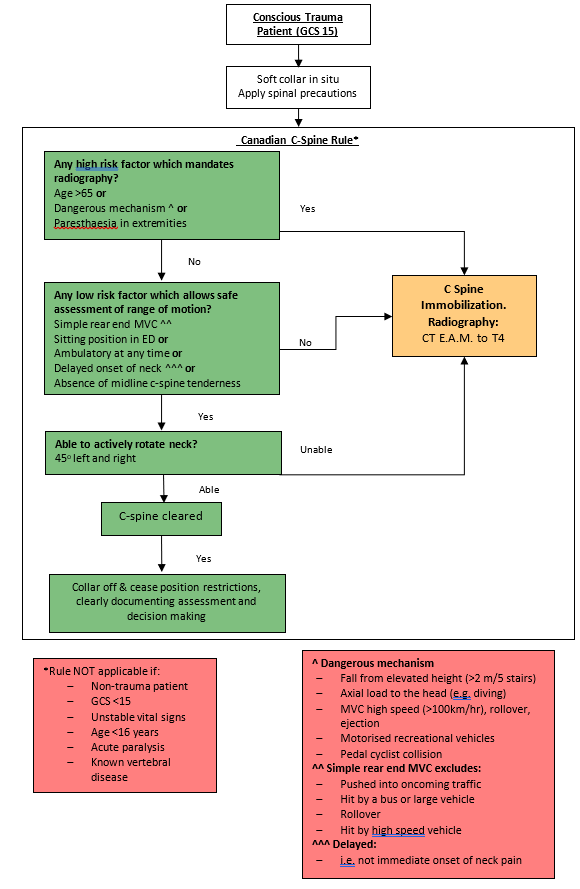 Conscious Trauma
Patient (GCS 15)
Soft collar in situ
Apply spinal precautions
Canadian C-Spine Rule*
Any high risk factor which mandates
radiography?
Age >65 or
Dangerous mechanism ^ or
Paresthaesia in extremities
Yes
No
Any low risk factor which allows safe
assessment of range of motion?
Simple rear end MVC ^^
Sitting position in ED or
Ambulatory at any time or
Delayed onset of neck ^^^ or
Absence of midline c-spine tenderness
No
C Spine
Immobilization.
Radiography:
CT E.A.M. to T4
Yes
Able to actively rotate neck?
45º left and right
Unable
Able
C-spine cleared
Yes
Collar off & cease position restrictions,
clearly documenting assessment and
decision making
*Rule NOT applicable if:
– Non-trauma patient
– GCS <15
– Unstable vital signs
– Age <16 years
– Acute paralysis
– Known vertebral
disease
^ Dangerous mechanism
– Fall from elevated height (>2 m/5 stairs)
– Axial load to the head (e.g. diving)
– MVC high speed (>100km/hr), rollover,
ejection
– Motorised recreational vehicles
– Pedal cyclist collision
^^ Simple rear end MVC excludes:
– Pushed into oncoming traffic
– Hit by a bus or large vehicle
– Rollover
– Hit by high speed vehicle
^^^ Delayed:
– i.e. not immediate onset of neck pain